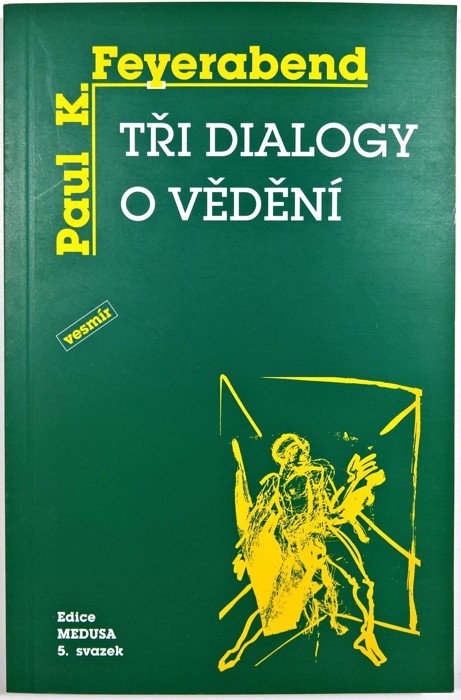 Paul K.
Feyerabend
TŘI DIALOGY
O VĚDĚNÍ
vesmír
Edice
MEDUSA
5. svazek